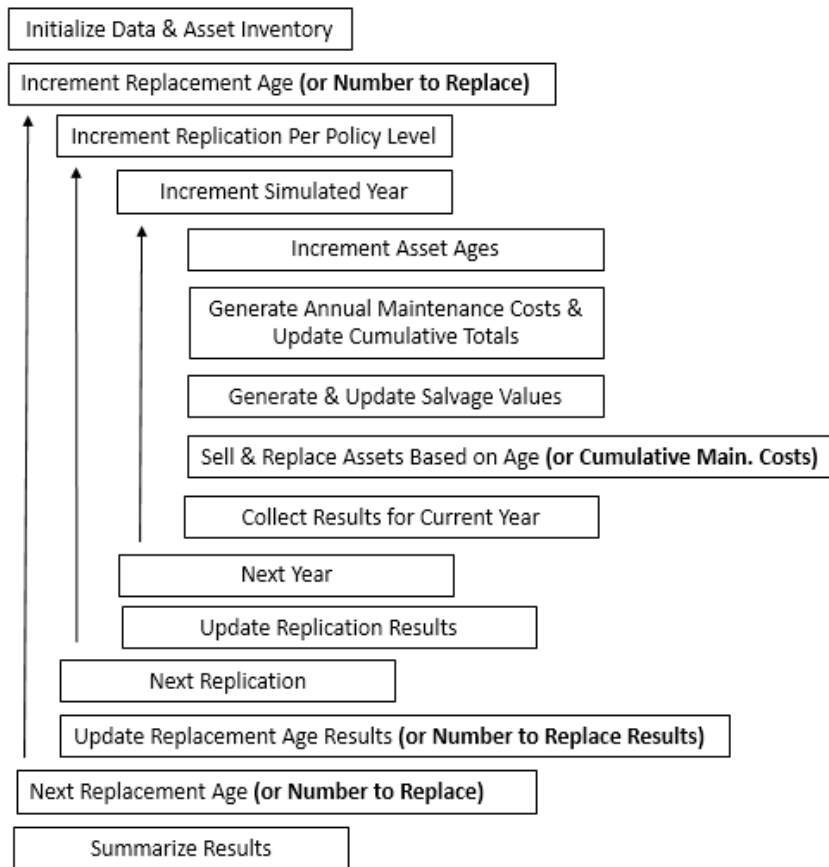 Initialize Data & Asset Inventory
Increment Replacement Age (or Number to Replace)
Increment Replication Per Policy Level
Increment Simulated Year
Increment Asset Ages
Generate Annual Maintenance Costs &
Update Cumulative Totals
Generate & Update Salvage Values
Sell & Replace Assets Based on Age (or Cumulative Main. Costs)
Collect Results for Current Year
Next Year
Update Replication Results
Next Replication
Update Replacement Age Results (or Number to Replace Results)
Next Replacement Age (or Number to Replace)
Summarize Results